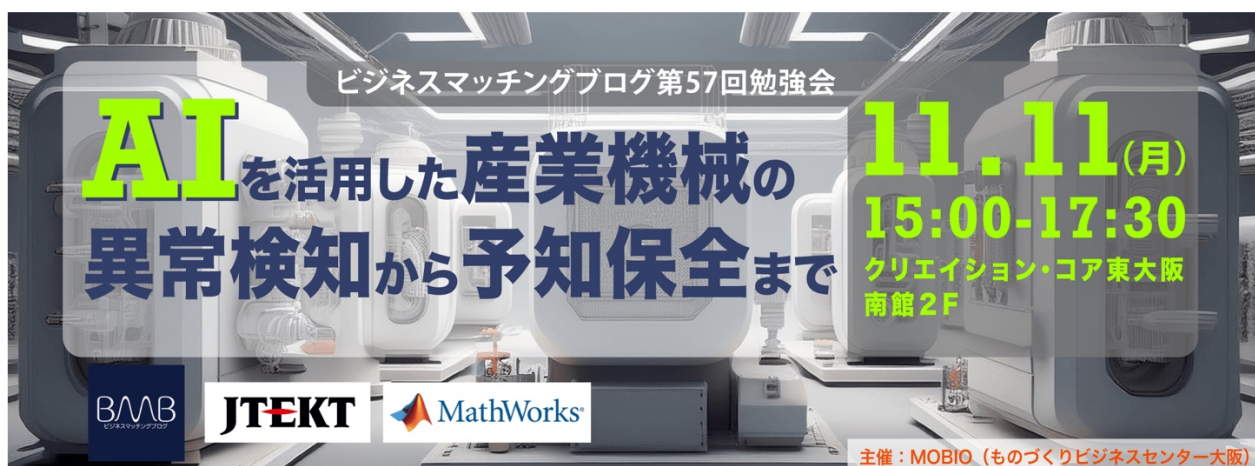 ビジネスマッチングブログ第57回勉強会
AIを活用した産業機械の
異常検知から予知保全まで
11.11(月)
15:00-17:30
クリエイション・コア東大阪
南館2F
BMB
ビジネスマッチングブログ
JTEKT
MathWorks®
主催：MOBIO（ものづくりビジネスセンター大阪)